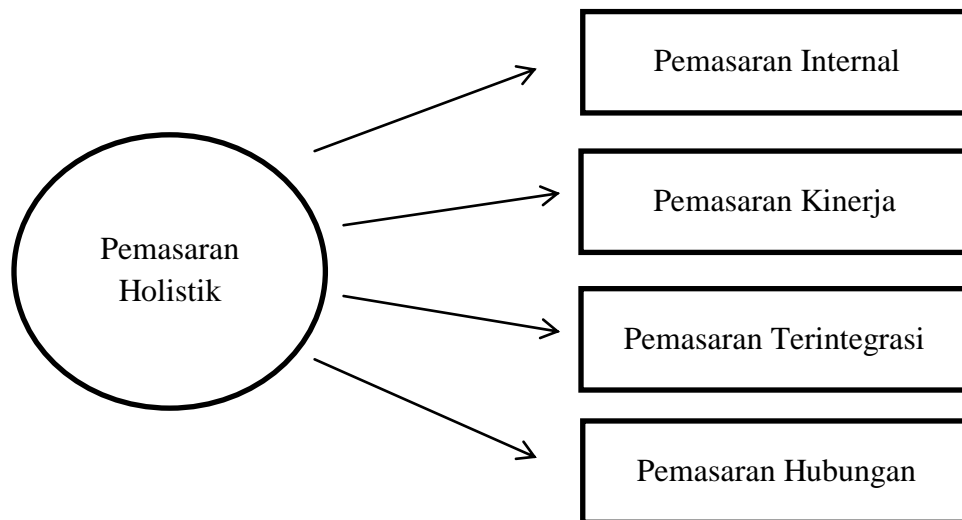 Pemasaran
Holistik
Pemasaran Internal
Pemasaran Kinerja
Pemasaran Terintegrasi
Pemasaran Hubungan